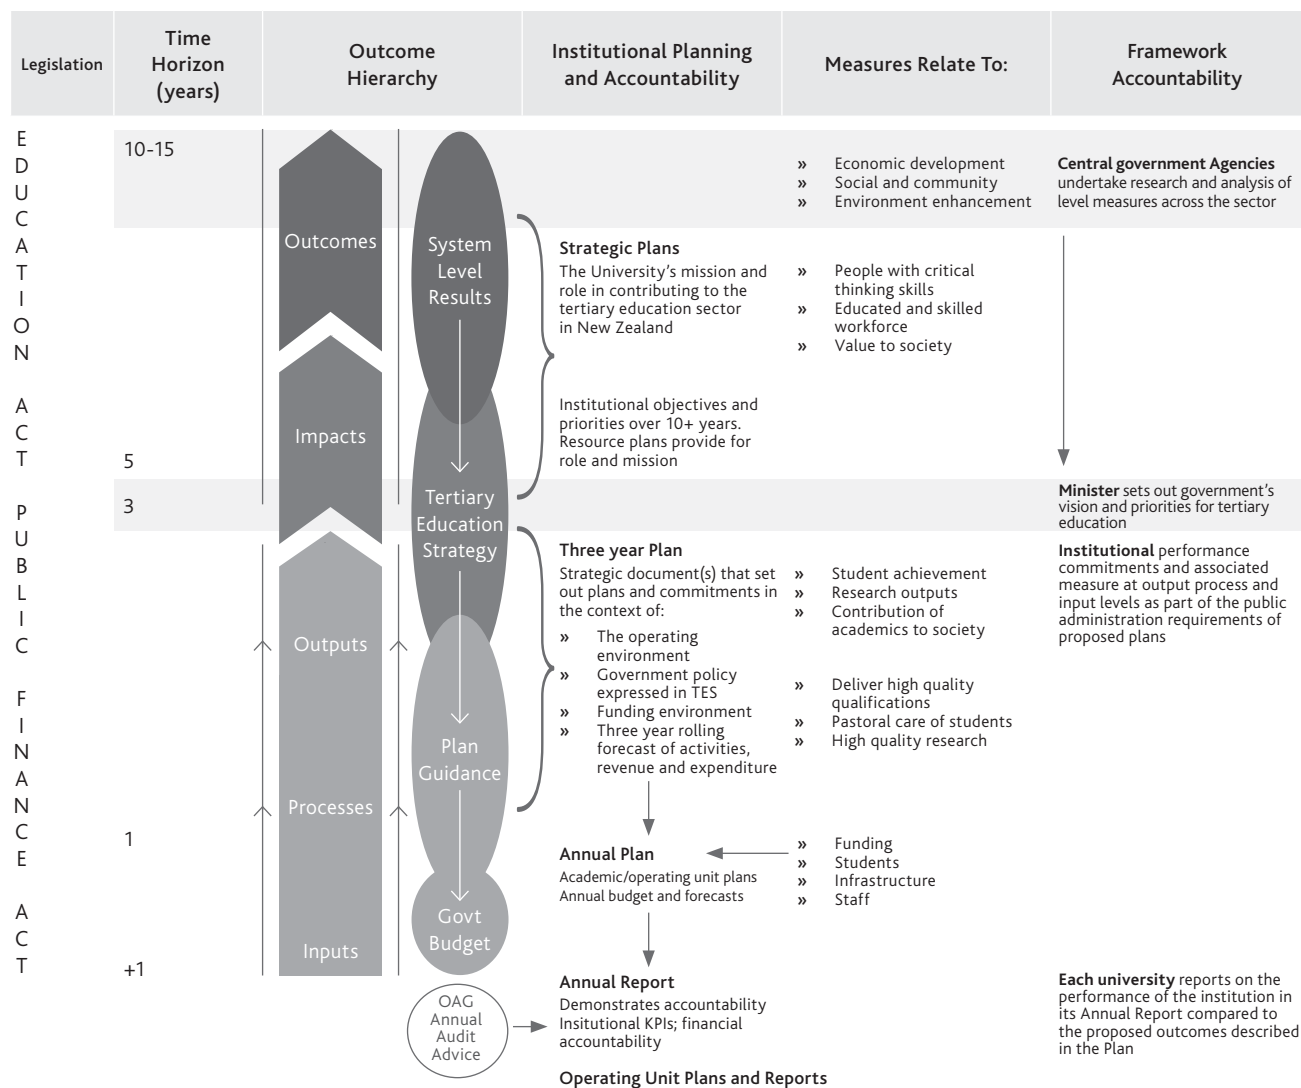 Legislation
Time
Horizon
(years)
Outcome
Hierarchy
Institutional Planning
and Accountability
Measures Relate To:
Framework
Accountability
E
D
U
C
A
T
I
O
N
A
C
T
P
U
B
L
I
C
F
I
N
A
N
C
E
A
C
T
10-15
5
3
1
+1
Outcomes
Impacts
Outputs
Processes
Inputs
System
Level
Results
Tertiary
Education
Strategy
Plan
Guidance
Govt
Budget
OAG
Annual
Audit
Advice
Strategic Plans
The University’s mission and
role in contributing to the
tertiary education sector
in New Zealand
Institutional objectives and
priorities over 10+ years.
Resource plans provide for
role and mission
Three year Plan
Strategic document(s) that set
out plans and commitments in
the context of:
» The operating
environment
» Government policy
expressed in TES
» Funding environment
» Three year rolling
forecast of activities,
revenue and expenditure
Annual Plan
Academic/operating unit plans
Annual budget and forecasts
Annual Report
Demonstrates accountability
Insitutional KPIs; financial
accountability
Operating Unit Plans and Reports
» Economic development
» Social and community
» Environment enhancement
» People with critical
thinking skills
» Educated and skilled
workforce
» Value to society
» Student achievement
» Research outputs
» Contribution of
academics to society
» Deliver high quality
qualifications
» Pastoral care of students
» High quality research
» Funding
» Students
» Infrastructure
» Staff
Central government Agencies
undertake research and analysis of
level measures across the sector
Minister sets out government’s
vision and priorities for tertiary
education
Institutional performance
commitments and associated
measure at output process and
input levels as part of the public
administration requirements of
proposed plans
Each university reports on the
performance of the institution in
its Annual Report compared to
the proposed outcomes described
in the Plan